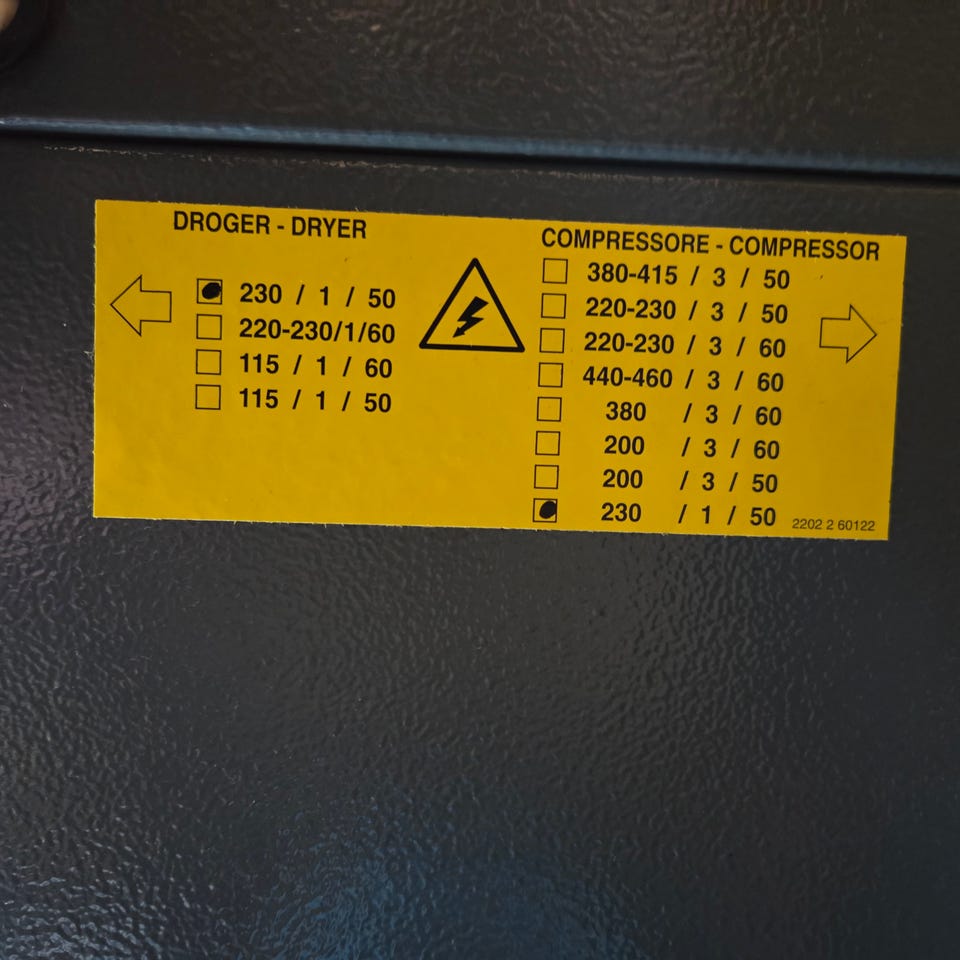 DROGER - DRYER
230 / 1 / 50
220-230/1/60
115 / 1 / 60
115 / 1 / 50
COMPRESSORE - COMPRESSOR
380-415 / 3 / 50
220-230 / 3 / 50
220-230 / 3 / 60
440-460 / 3 / 60
380 / 3 / 60
200 / 3 / 60
200 / 3 / 50
230 / 1 / 50
2202 2 60122